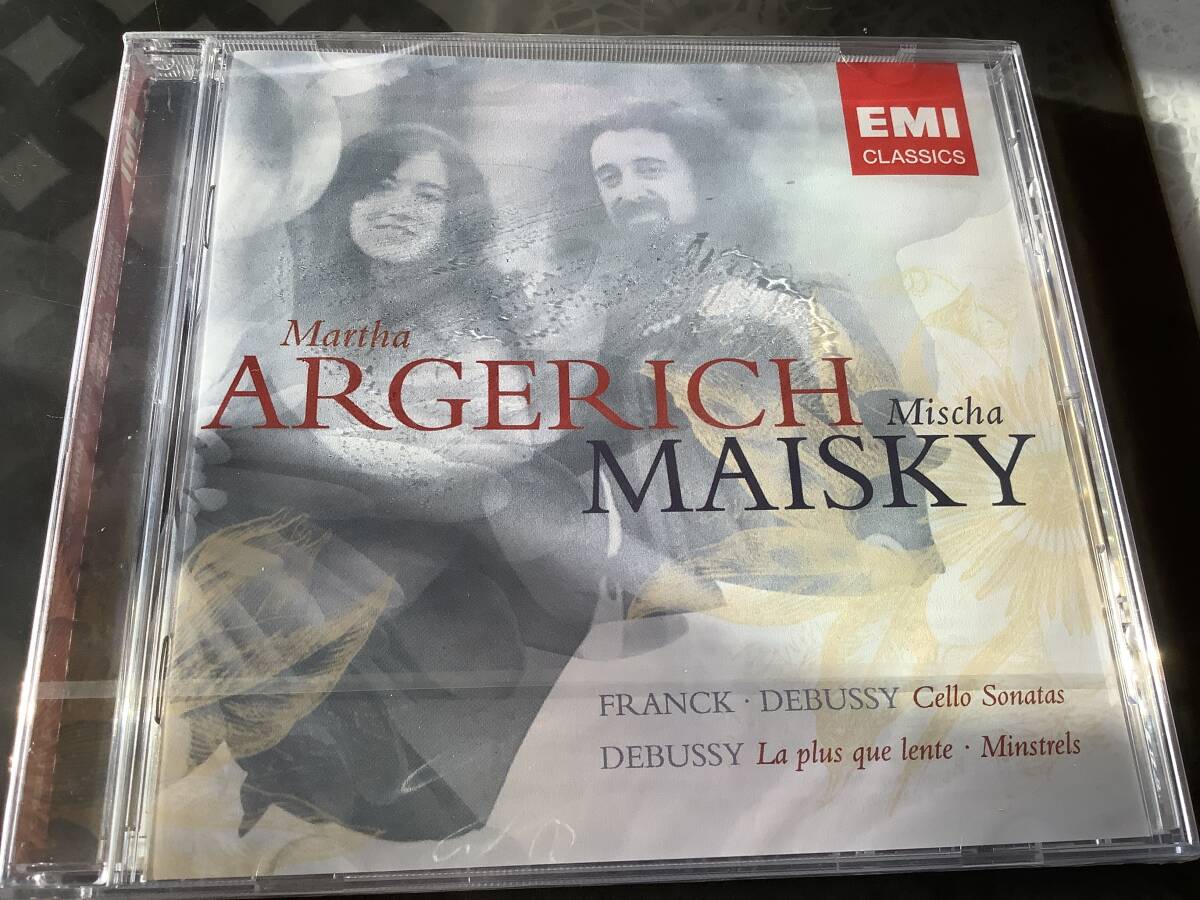 EMI
CLASSICS
Martha
ARGERICH
Mischa
MAISKY
FRANCK · DEBUSSY Cello Sonatas
DEBUSSY La plus que lente · Minstrels